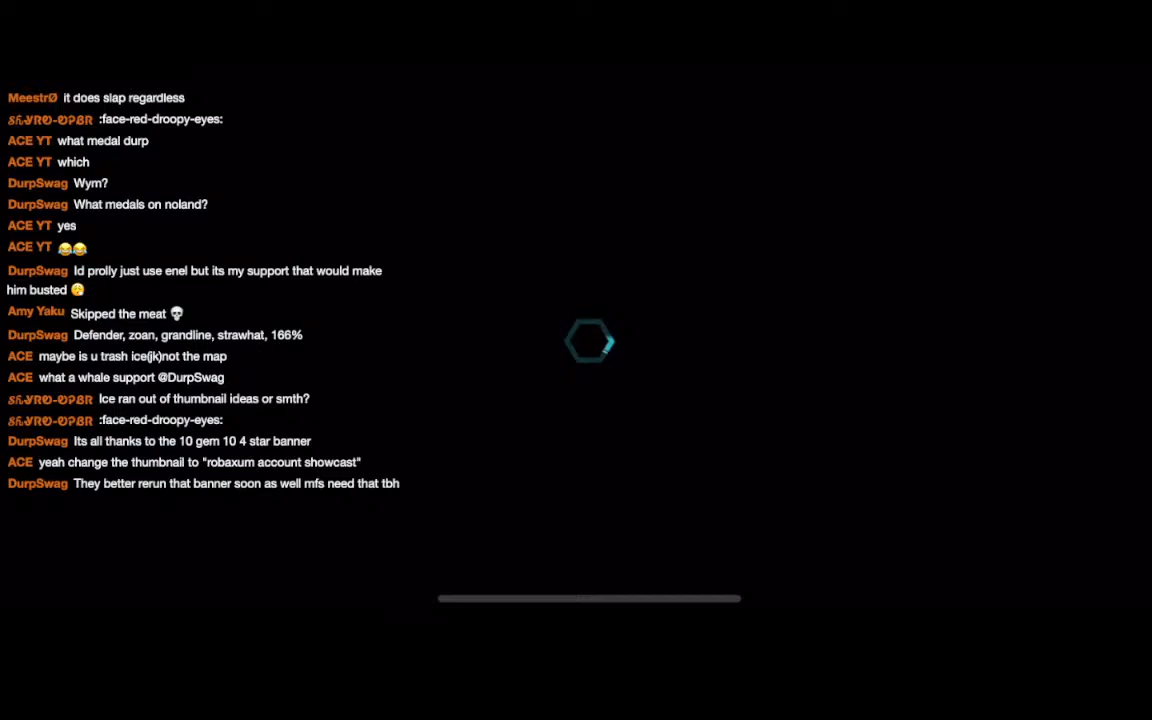 MeestrØ it does slap regardless
:face-red-droopy-eyes:
ACE YT what medal durp
ACE YT which
DurpSwag Wym?
DurpSwag What medals on noland?
ACE YT yes
ACE YT 😂😂
DurpSwag Id prolly just use enel but its my support that would make
him busted 😮‍💨
Amy Yaku Skipped the meat 💀
DurpSwag Defender, zoan, grandline, strawhat, 166%
ACE maybe is u trash ice(jk)not the map
ACE what a whale support @DurpSwag
Ice ran out of thumbnail ideas or smth?
:face-red-droopy-eyes:
DurpSwag Its all thanks to the 10 gem 10 4 star banner
ACE yeah change the thumbnail to "robaxum account showcast"
DurpSwag They better rerun that banner soon as well mfs need that tbh